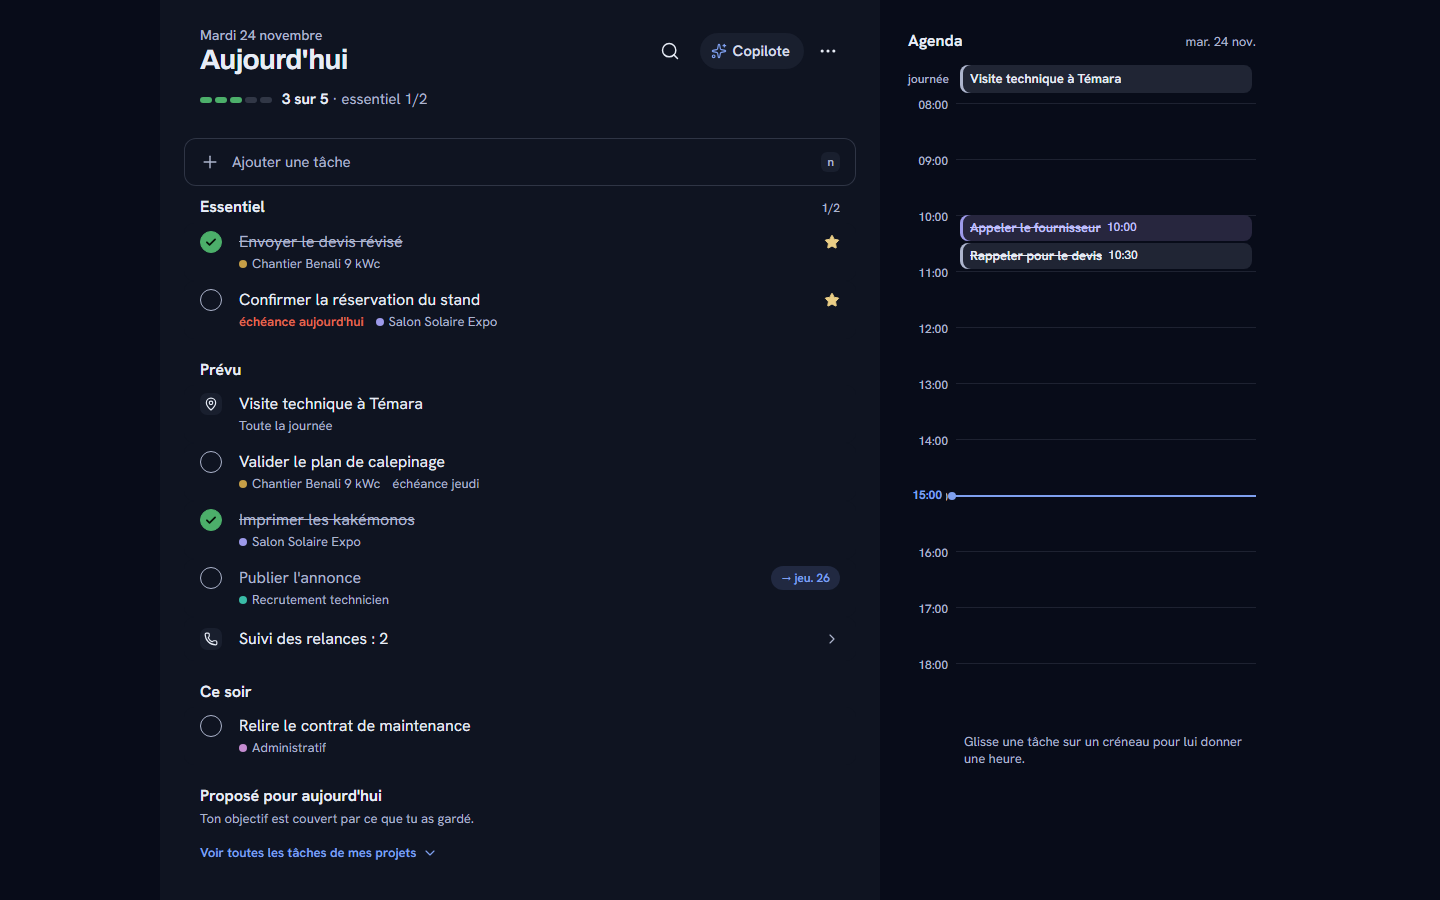 Mardi 24 novembre
Aujourd'hui
Copilote
3 sur 5 · essentiel 1/2
Ajouter une tâche
n
Essentiel
1/2
Envoyer le devis révisé
Chantier Benali 9 kWc
Confirmer la réservation du stand
échéance aujourd'hui
Salon Solaire Expo
Prévu
Visite technique à Témara
Toute la journée
Valider le plan de calepinage
Chantier Benali 9 kWc
échéance jeudi
Imprimer les kakémonos
Salon Solaire Expo
Publier l'annonce
→ jeu. 26
Recrutement technicien
Suivi des relances : 2
Ce soir
Relire le contrat de maintenance
Administratif
Proposé pour aujourd'hui
Ton objectif est couvert par ce que tu as gardé.
Voir toutes les tâches de mes projets
Agenda
mar. 24 nov.
journée
Visite technique à Témara
08:00
09:00
10:00
Appeler le fournisseur 10:00
Rappeler pour le devis 10:30
11:00
12:00
13:00
14:00
15:00
16:00
17:00
18:00
Glisse une tâche sur un créneau pour lui donner
une heure.